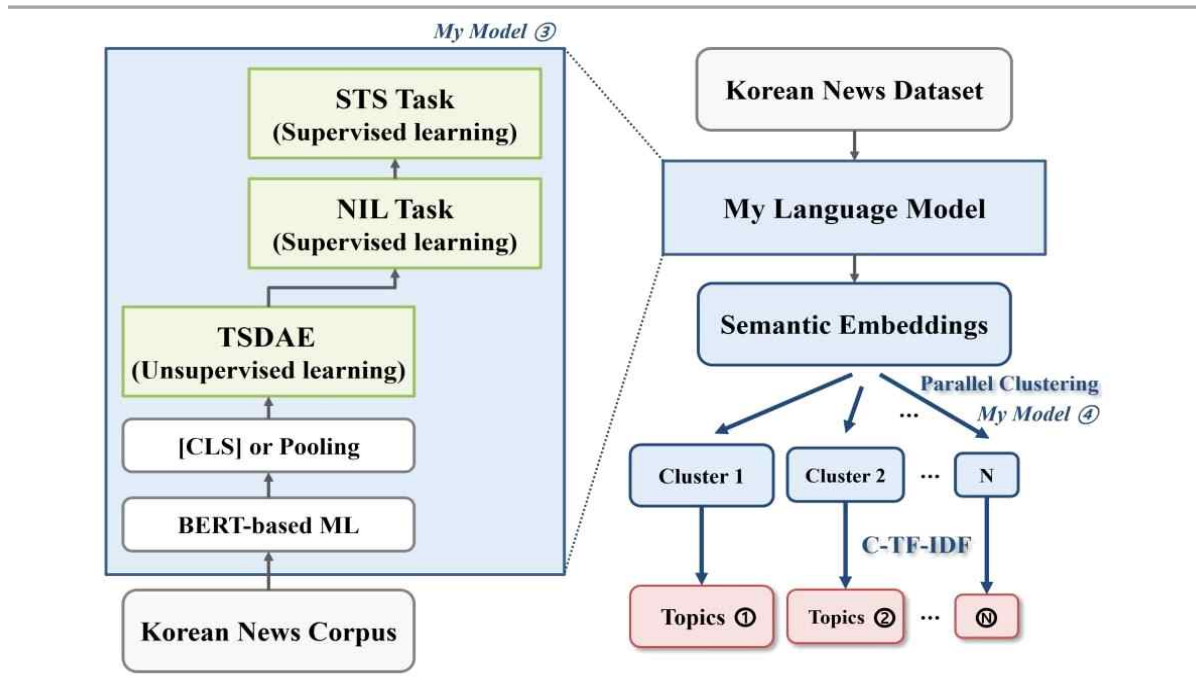 My Model ③
STS Task
(Supervised learning)
NIL Task
(Supervised learning)
TSDAE
(Unsupervised learning)
[CLS] or Pooling
BERT-based ML
Korean News Corpus
Korean News Dataset
My Language Model
Semantic Embeddings
Parallel Clustering
... My Model ④
Cluster 1 Cluster 2 ... N
C-TF-IDF
Topics ① Topics ② ... Ⓝ